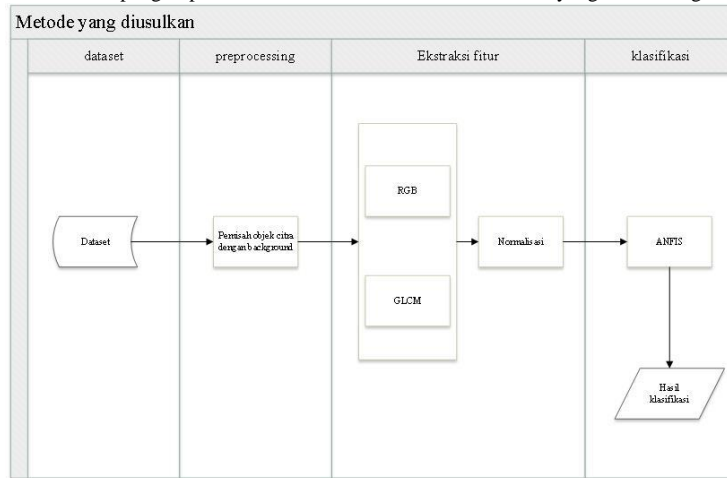 Metode yang diusulkan
dataset
preprocessing
Ekstraksi fitur
klasifikasi
Dataset
Pemisah objek citra
dengan background
RGB
GLCM
Normalisasi
ANFIS
Hasil
klasifikasi